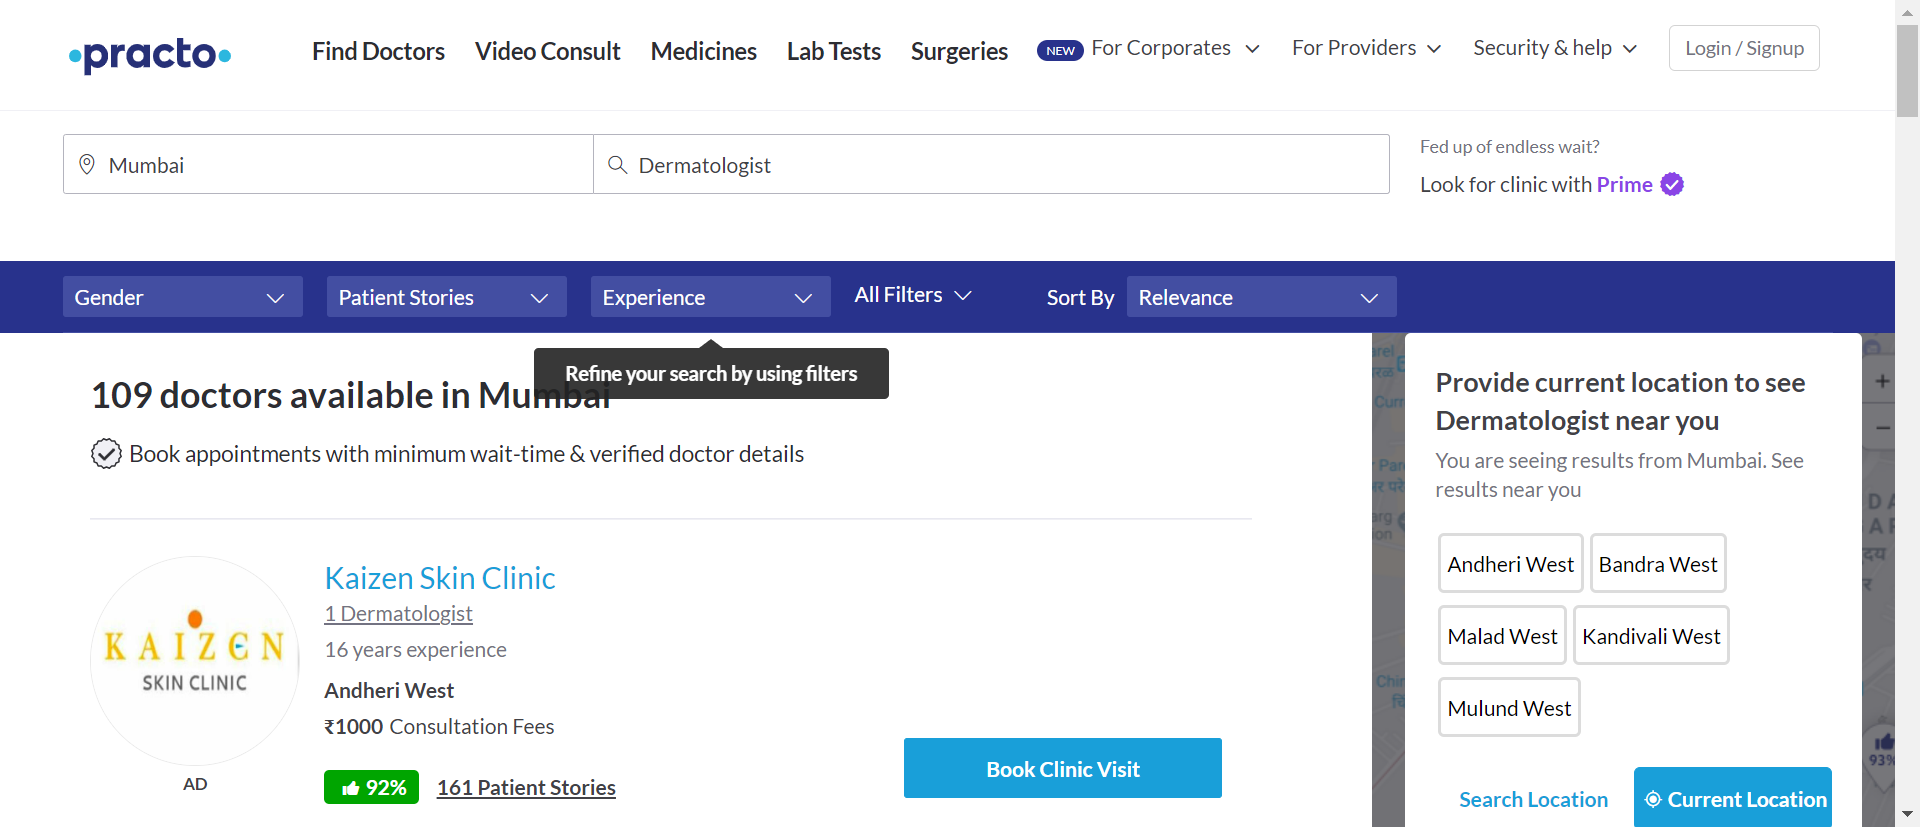 practo
Find Doctors
Video Consult
Medicines
Lab Tests
Surgeries
NEW For Corporates
For Providers
Security & help
Login / Signup
Mumbai
Dermatologist
Fed up of endless wait?
Look for clinic with Prime
Gender
Patient Stories
Experience
All Filters
Sort By
Relevance
Refine your search by using filters
109 doctors available in Mumbai
Book appointments with minimum wait-time & verified doctor details
KAIZEN
SKIN CLINIC
AD
Kaizen Skin Clinic
1 Dermatologist
16 years experience
Andheri West
₹1000 Consultation Fees
92%
161 Patient Stories
Book Clinic Visit
Provide current location to see
Dermatologist near you
You are seeing results from Mumbai. See
results near you
Andheri West
Bandra West
Malad West
Kandivali West
Mulund West
Search Location
Current Location
+
−
93%